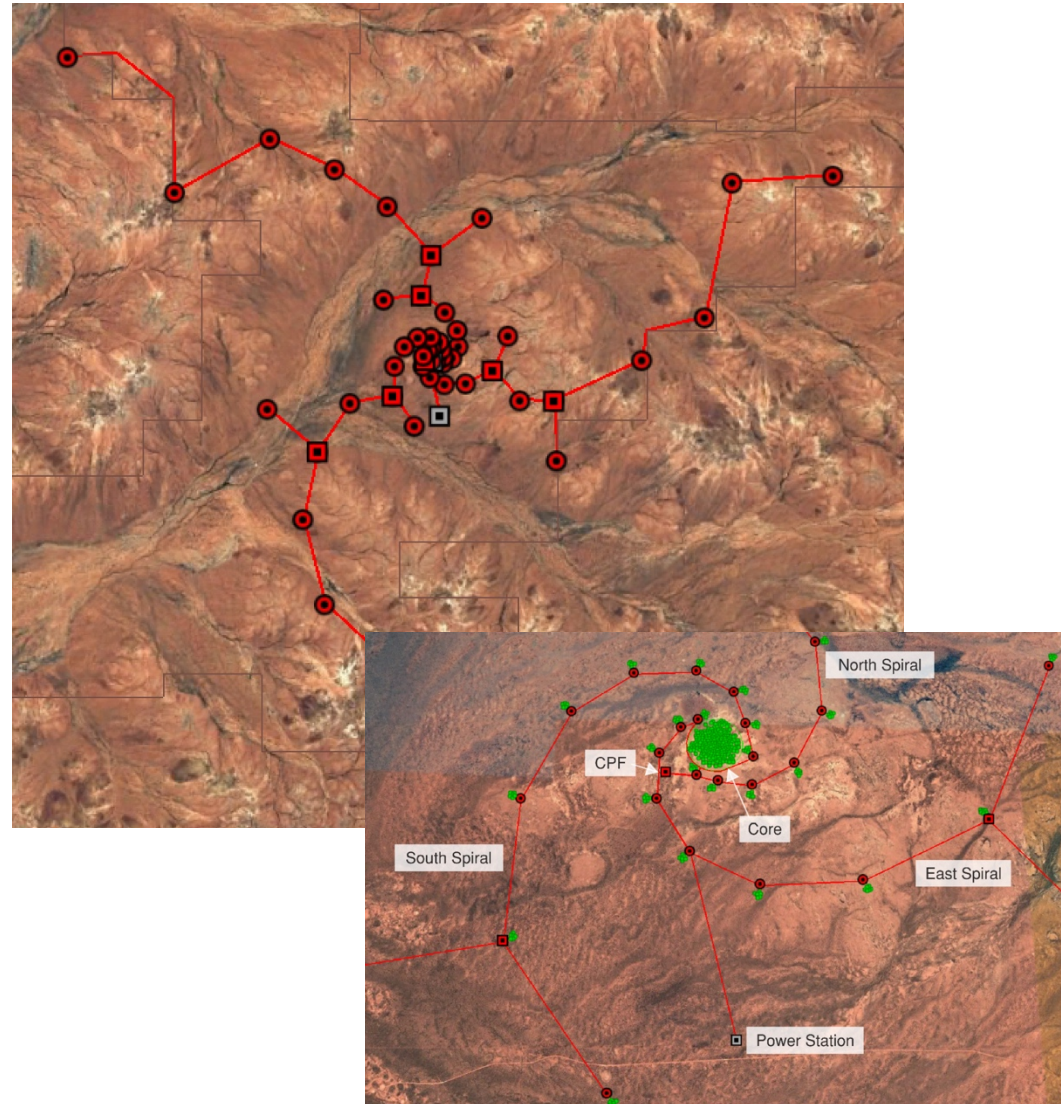 North Spiral
CPF
Core
South Spiral
East Spiral
Power Station